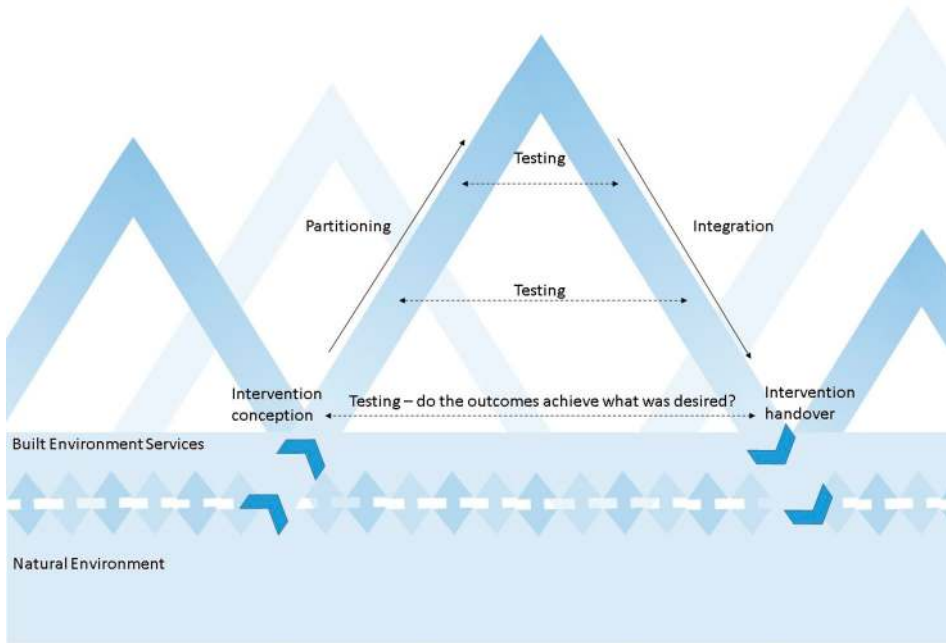 Testing
Partitioning
Integration
Testing
Intervention
conception
Testing – do the outcomes achieve what was desired?
Intervention
handover
Built Environment Services
Natural Environment